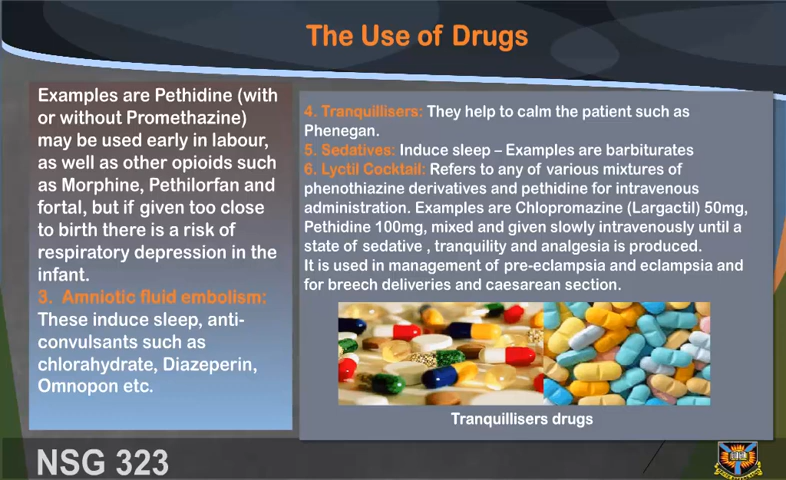 The Use of Drugs
Examples are Pethidine (with
or without Promethazine)
may be used early in labour,
as well as other opioids such
as Morphine, Pethilorfan and
fortal, but if given too close
to birth there is a risk of
respiratory depression in the
infant.
3. Amniotic fluid embolism:
These induce sleep, anti-
convulsants such as
chlorahydrate, Diazeperin,
Omnopon etc.
4. Tranquillisers: They help to calm the patient such as
Phenegan.
5. Sedatives: Induce sleep – Examples are barbiturates
6. Lyctil Cocktail: Refers to any of various mixtures of
phenothiazine derivatives and pethidine for intravenous
administration. Examples are Chlopromazine (Largactil) 50mg,
Pethidine 100mg, mixed and given slowly intravenously until a
state of sedative , tranquility and analgesia is produced.
It is used in management of pre-eclampsia and eclampsia and
for breech deliveries and caesarean section.
Tranquillisers drugs
NSG 323